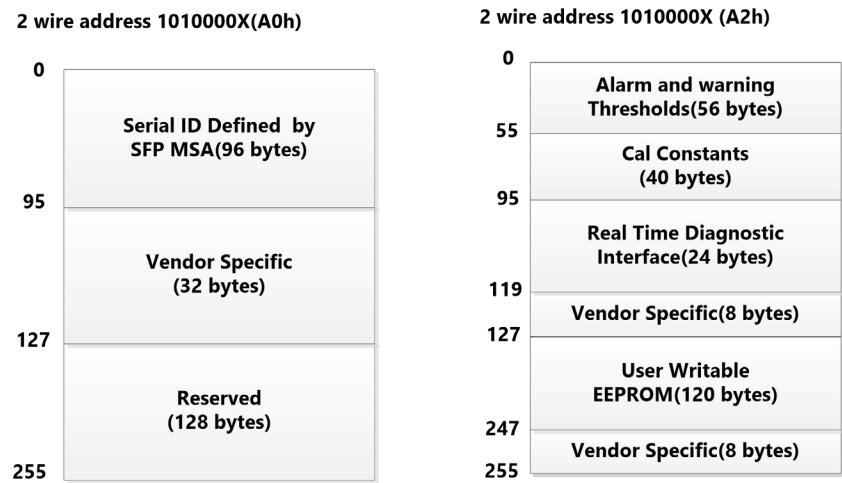 2 wire address 1010000X(A0h)
0
Serial ID Defined by
SFP MSA(96 bytes)
95
Vendor Specific
(32 bytes)
127
Reserved
(128 bytes)
255
2 wire address 1010000X (A2h)
0
Alarm and warning
Thresholds(56 bytes)
55
Cal Constants
(40 bytes)
95
Real Time Diagnostic
Interface(24 bytes)
119
Vendor Specific(8 bytes)
127
User Writable
EEPROM(120 bytes)
247
Vendor Specific(8 bytes)
255